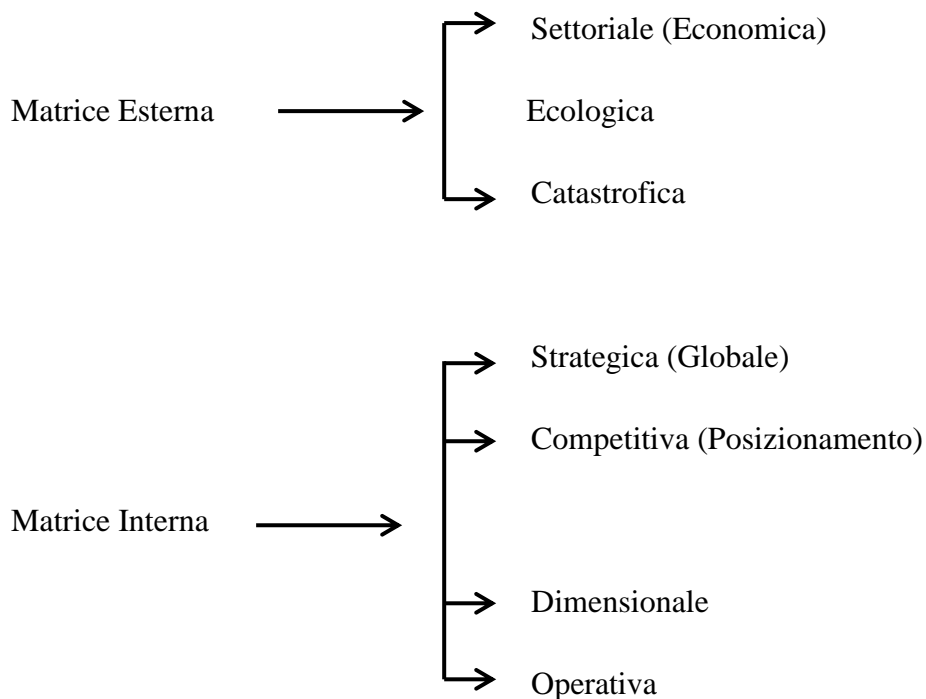 Settoriale (Economica)
Matrice Esterna
Ecologica
Catastrofica
Strategica (Globale)
Competitiva (Posizionamento)
Matrice Interna
Dimensionale
Operativa